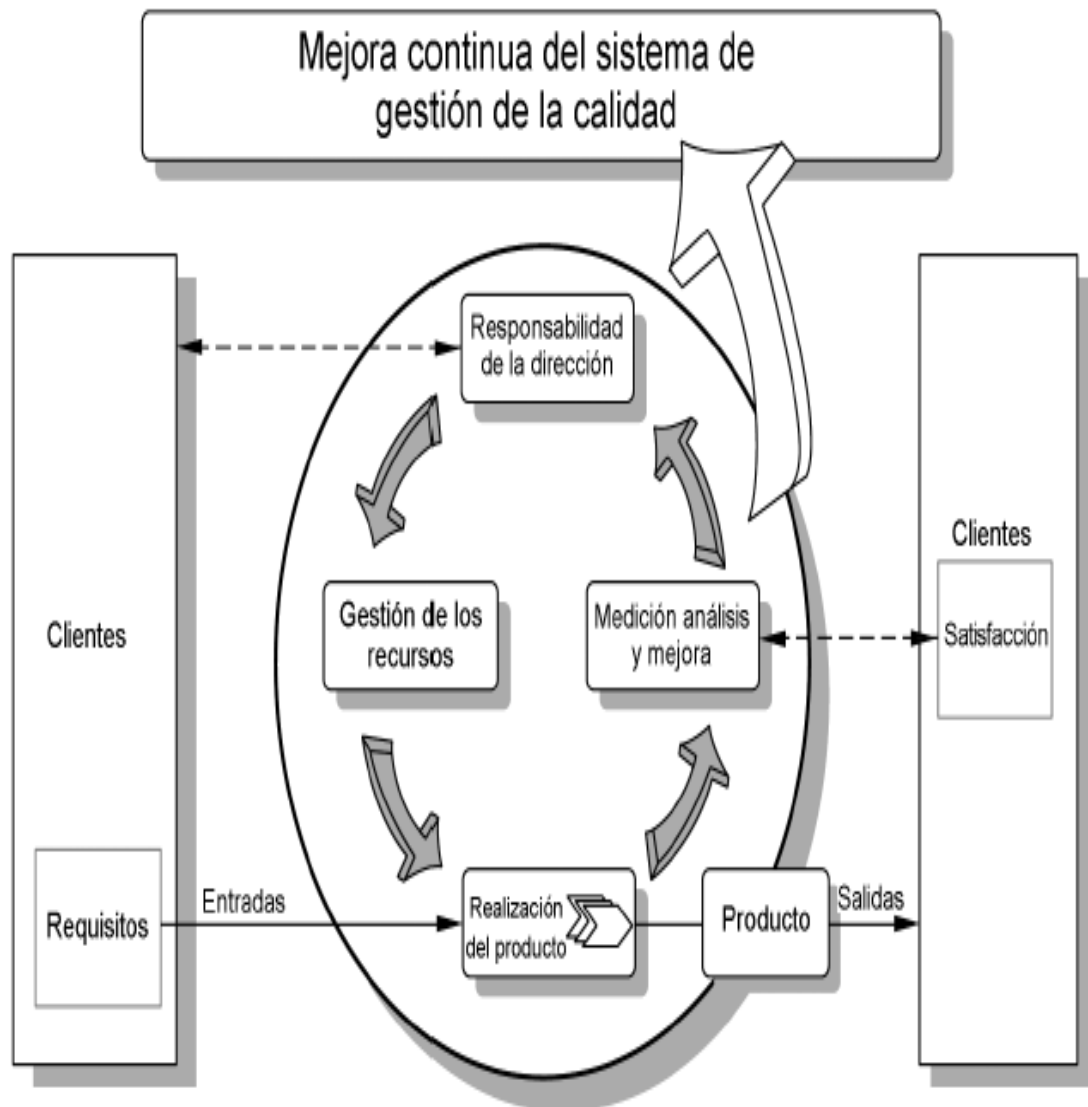 Mejora continua del sistema de
gestión de la calidad
Responsabilidad
de la dirección
Clientes
Gestión de los
recursos
Medición análisis
y mejora
Clientes
Satisfacción
Requisitos
Entradas
Realización
del producto
Producto
Salidas